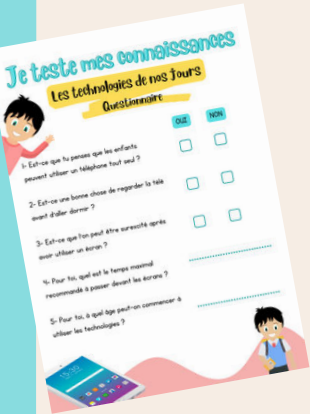 Je teste mes connaissances
Les technologies de nos jours
Questionnaire
OUI NON
1- Est-ce que tu penses que les enfants
peuvent utiliser un téléphone tout seul ?
2- Est-ce une bonne chose de regarder la télé
avant d'aller dormir ?
3- Est-ce que l'on peut être surexcité après
avoir utiliser un écran ?
4- Pour toi, quel est le temps maximal
recommandé à passer devant les écrans ?
5- Pour toi, à quel âge peut-on commencer à
utiliser les technologies ?